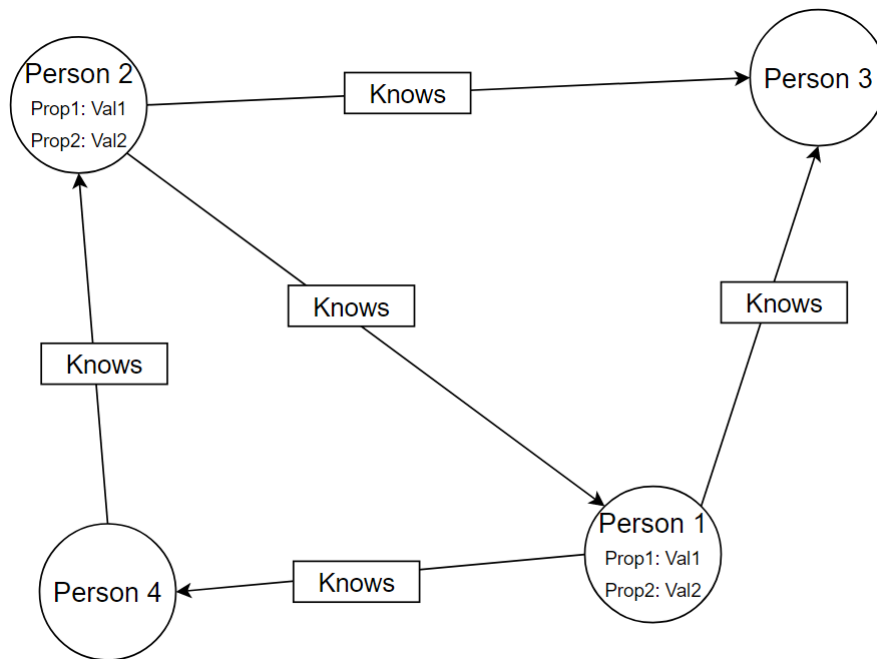 Person 2
Prop1: Val1
Prop2: Val2
Knows
Person 3
Knows
Knows
Knows
Person 1
Prop1: Val1
Prop2: Val2
Person 4
Knows